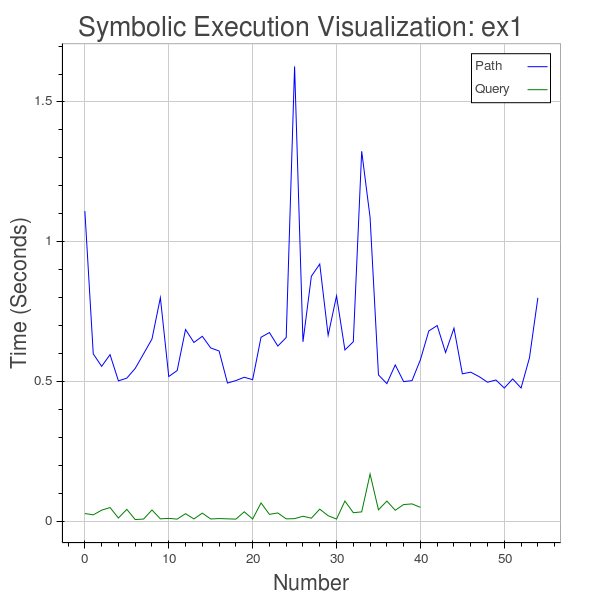 Symbolic Execution Visualization: ex1
Path
Query
1.5
1
0.5
0
Time (Seconds)
0 10 20 30 40 50
Number